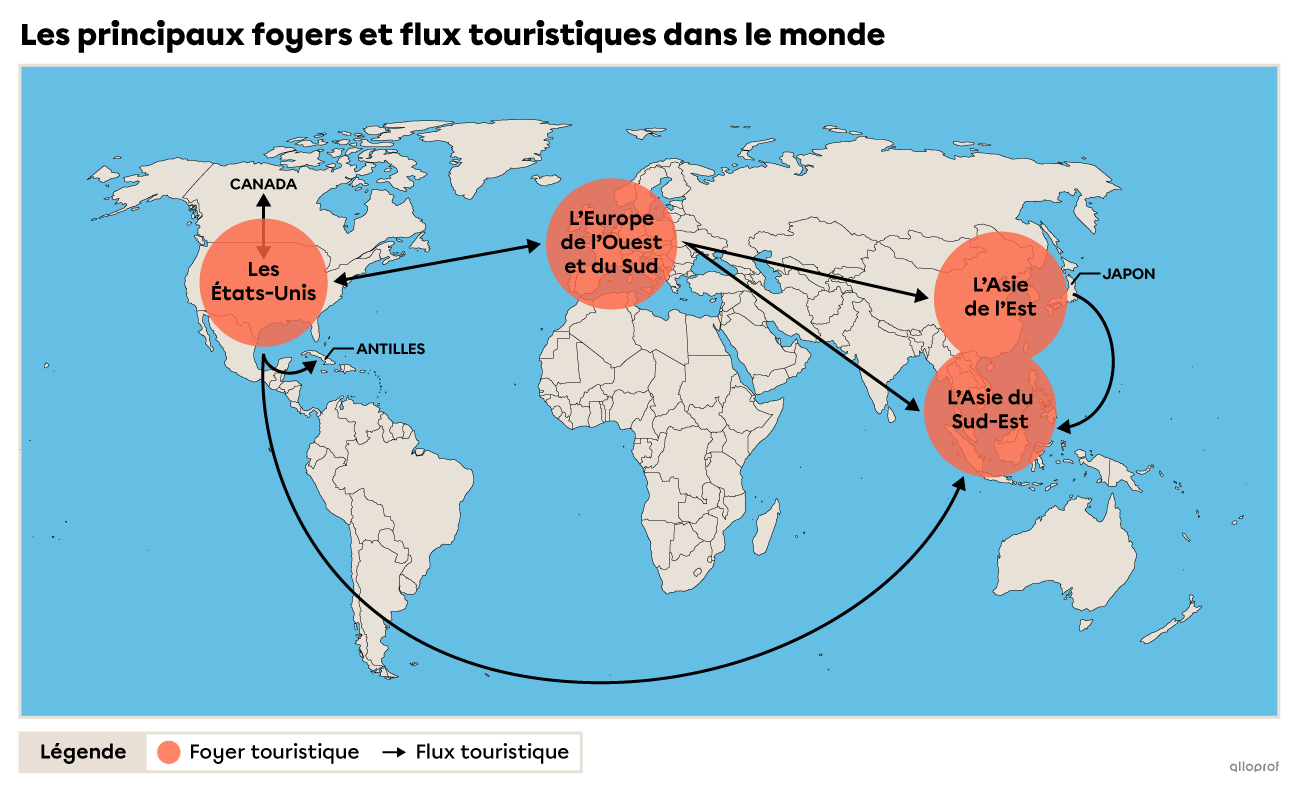 Les principaux foyers et flux touristiques dans le monde
CANADA
Les
États-Unis
ANTILLES
L'Europe
de l'Ouest
et du Sud
L'Asie
de l'Est
JAPON
L'Asie du
Sud-Est
Légende
Foyer touristique
Flux touristique
alloprof